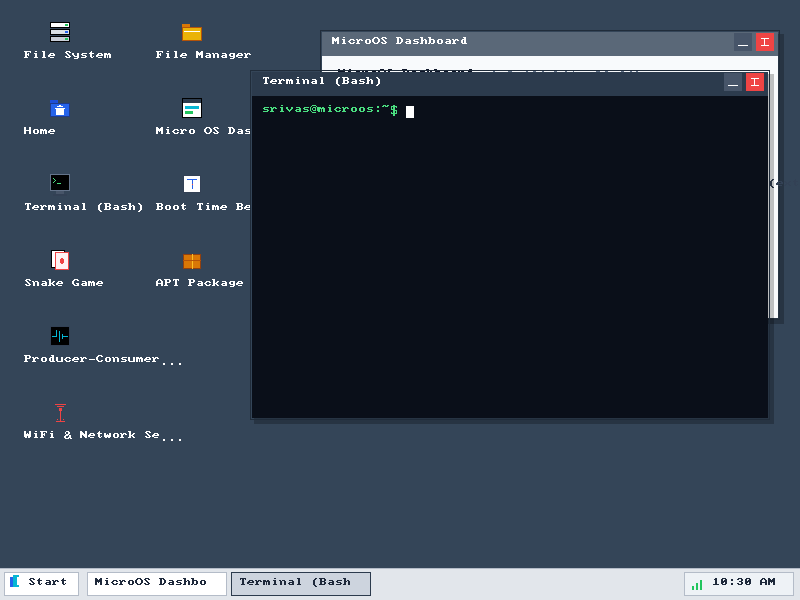 File System
File Manager
MicroOS Dashboard
Terminal (Bash)
srivas@microos:~$
Home
Micro OS Das
Terminal (Bash)
Boot Time Be
Snake Game
APT Package
Producer-Consumer...
WiFi & Network Se...
Start
MicroOS Dashbo
Terminal (Bash
10:30 AM